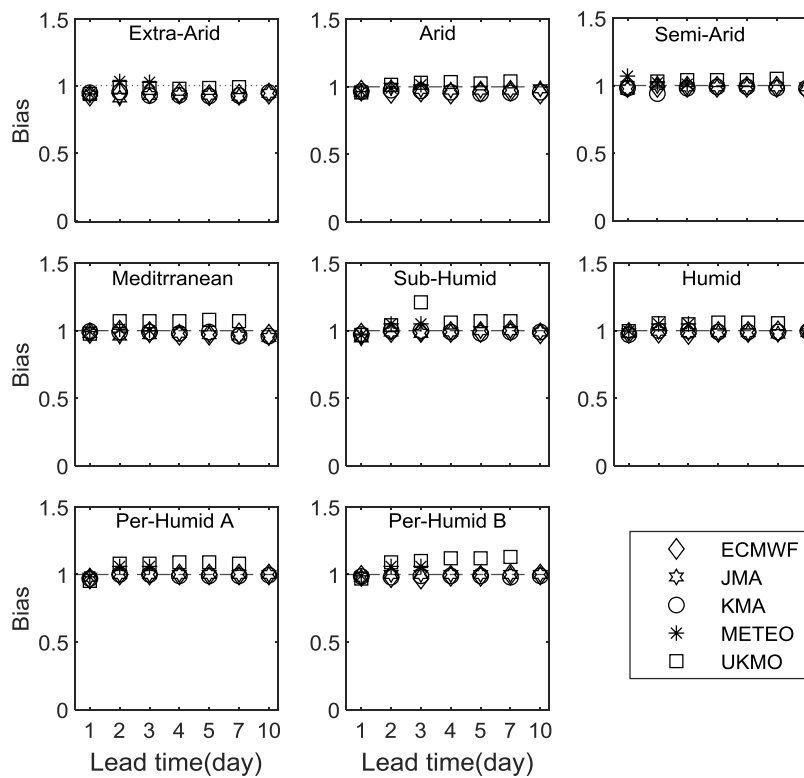 Extra-Arid
Arid
Semi-Arid
1.5
1
0.5
0
Bias
1.5
1
0.5
0
1.5
1
0.5
0
Meditrranean
Sub-Humid
Humid
1.5
1
0.5
0
Bias
1.5
1
0.5
0
1.5
1
0.5
0
Per-Humid A
Per-Humid B
1.5
1
0.5
0
Bias
1.5
1
0.5
0
1 2 3 4 5 7 10
Lead time(day)
1 2 3 4 5 7 10
Lead time(day)
ECMWF
JMA
KMA
METEO
UKMO